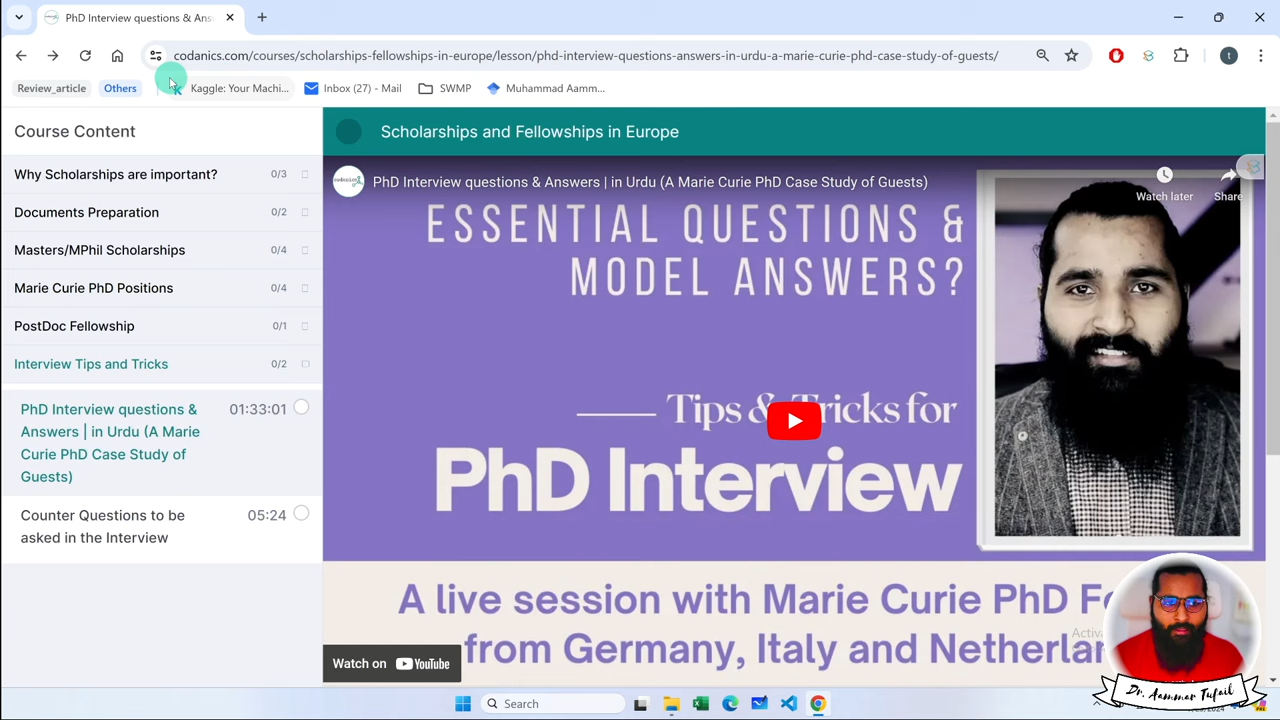 PhD Interview questions & Ans
codanics.com/courses/scholarships-fellowships-in-europe/lesson/phd-interview-questions-answers-in-urdu-a-marie-curie-phd-case-study-of-guests/
t
Review_article
Others
Kaggle: Your Machi...
Inbox (27) - Mail
SWMP
Muhammad Aamm...
Course Content
Why Scholarships are important?
0/3
Documents Preparation
0/2
Masters/MPhil Scholarships
0/4
Marie Curie PhD Positions
0/4
PostDoc Fellowship
0/1
Interview Tips and Tricks
0/2
PhD Interview questions &
Answers | in Urdu (A Marie
Curie PhD Case Study of
Guests)
01:33:01
Counter Questions to be
asked in the Interview
05:24
Scholarships and Fellowships in Europe
codanics
PhD Interview questions & Answers | in Urdu (A Marie Curie PhD Case Study of Guests)
Watch later
Share
ESSENTIAL QUESTIONS &
MODEL ANSWERS?
Tips & Tricks for
PhD Interview
A live session with Marie Curie PhD
from Germany, Italy and
Watch on YouTube
Dr. Aammar Tufail
Search